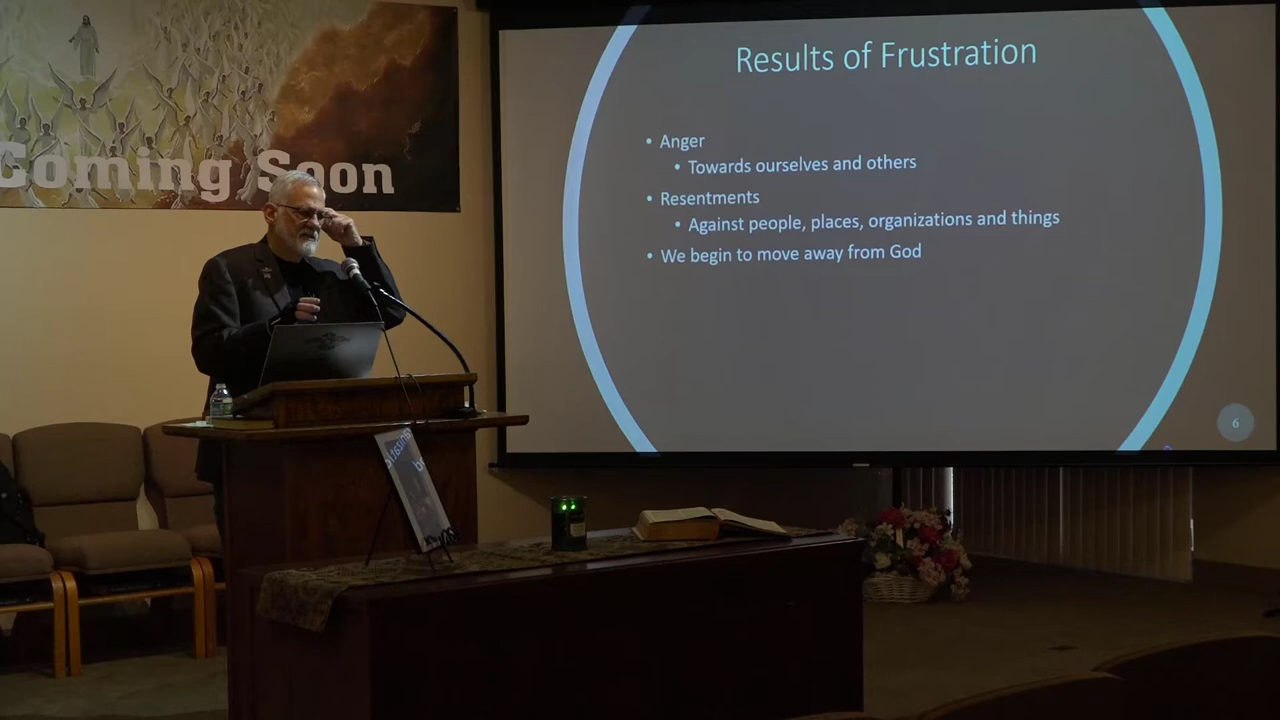 Coming Soon
Results of Frustration
• Anger
• Towards ourselves and others
• Resentments
• Against people, places, organizations and things
• We begin to move away from God
6